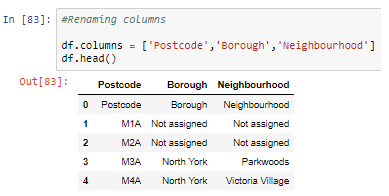 In [83]: #Renaming columns
df.columns = ['Postcode','Borough','Neighbourhood']
df.head()
Out[83]:
Postcode Borough Neighbourhood
0 Postcode Borough Neighbourhood
1 M1A Not assigned Not assigned
2 M2A Not assigned Not assigned
3 M3A North York Parkwoods
4 M4A North York Victoria Village